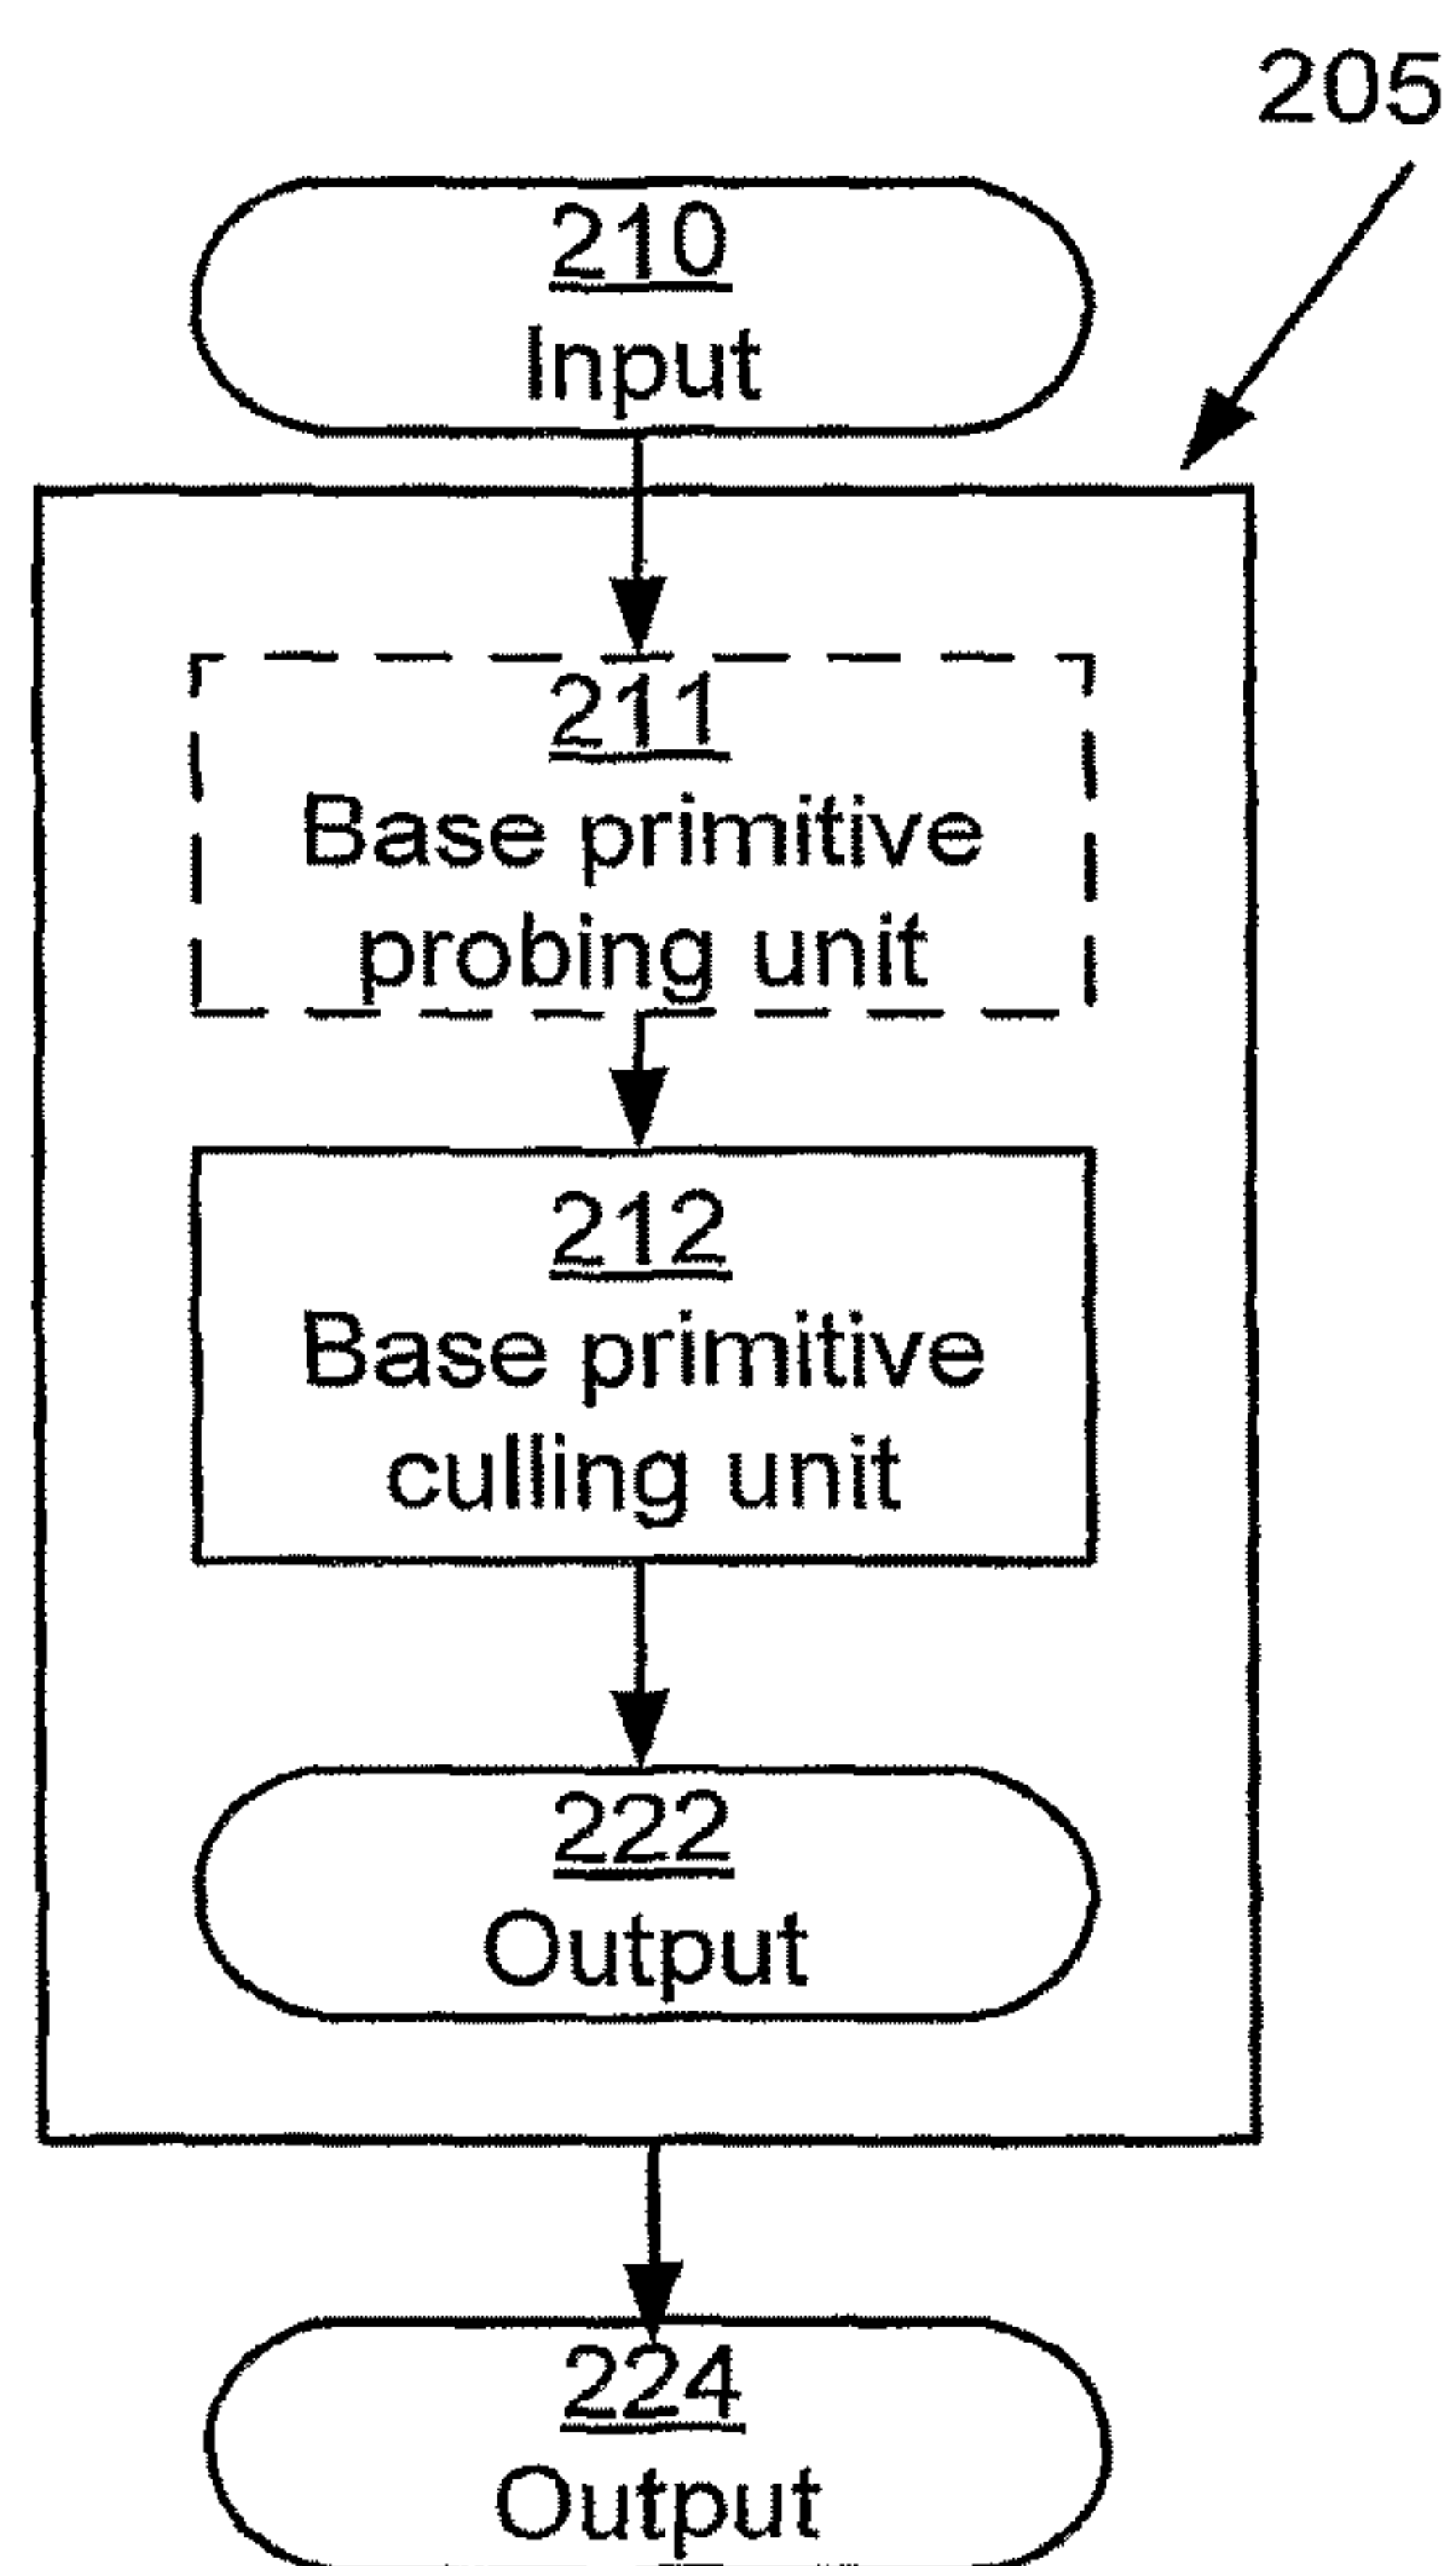 205
210
Input
211
Base primitive
probing unit
212
Base primitive
culling unit
222
Output
224
Output